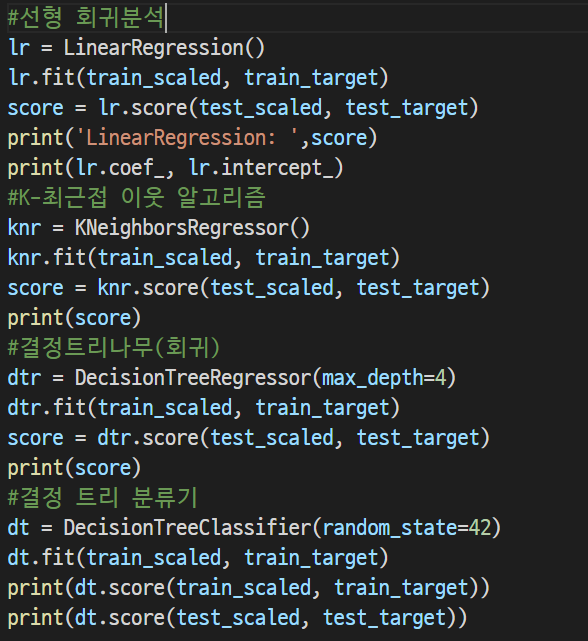 #선형 회귀분석
lr = LinearRegression()
lr.fit(train_scaled, train_target)
score = lr.score(test_scaled, test_target)
print('LinearRegression: ',score)
print(lr.coef_, lr.intercept_)
#K-최근접 이웃 알고리즘
knr = KNeighborsRegressor()
knr.fit(train_scaled, train_target)
score = knr.score(test_scaled, test_target)
print(score)
#결정트리나무(회귀)
dtr = DecisionTreeRegressor(max_depth=4)
dtr.fit(train_scaled, train_target)
score = dtr.score(test_scaled, test_target)
print(score)
#결정 트리 분류기
dt = DecisionTreeClassifier(random_state=42)
dt.fit(train_scaled, train_target)
print(dt.score(train_scaled, train_target))
print(dt.score(test_scaled, test_target))